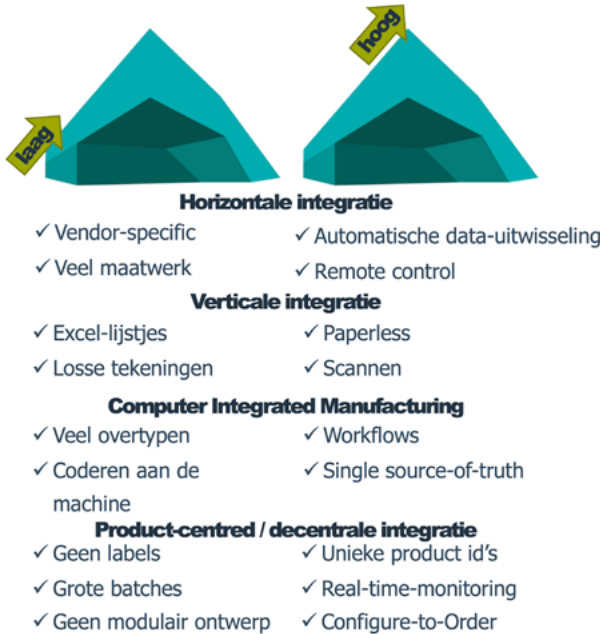 laag
hoog
Horizontale integratie
✓ Vendor-specific
✓ Automatische data-uitwisseling
✓ Veel maatwerk
✓ Remote control
Verticale integratie
✓ Excel-lijstjes
✓ Paperless
✓ Losse tekeningen
✓ Scannen
Computer Integrated Manufacturing
✓ Veel overtypen
✓ Workflows
✓ Coderen aan de
machine
✓ Single source-of-truth
Product-centred / decentrale integratie
✓ Geen labels
✓ Unieke product id’s
✓ Grote batches
✓ Real-time-monitoring
✓ Geen modulair ontwerp
✓ Configure-to-Order